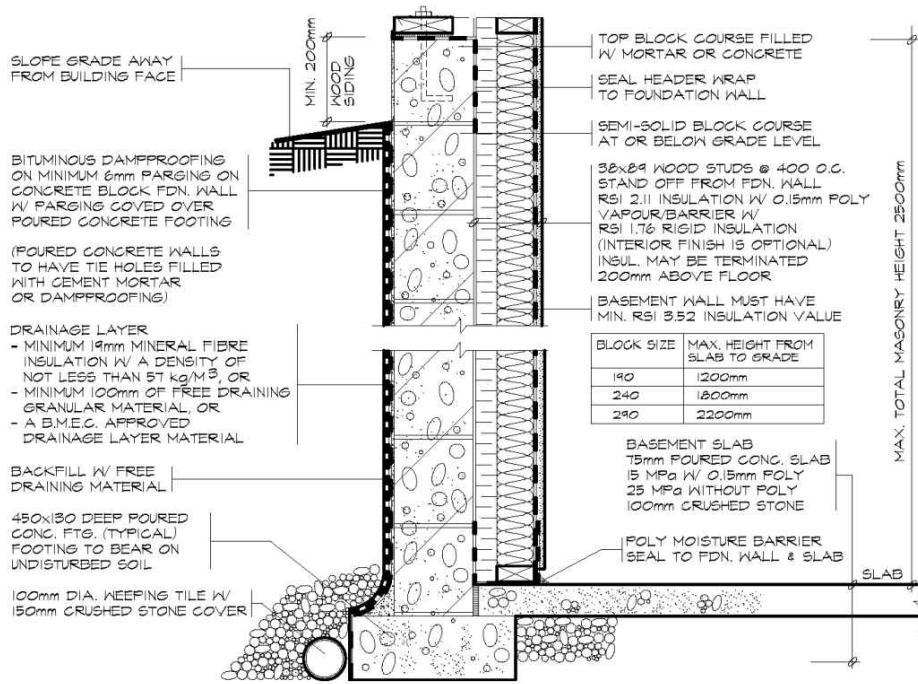 SLOPE GRADE AWAY
FROM BUILDING FACE
MIN. 200mm
WOOD
SIDING
BITUMINOUS DAMPPROOFING
ON MINIMUM 6mm PARGING ON
CONCRETE BLOCK FDN. WALL
W/ PARGING COVED OVER
POURED CONCRETE FOOTING
(POURED CONCRETE WALLS
TO HAVE TIE HOLES FILLED
WITH CEMENT MORTAR
OR DAMPPROOFING)
DRAINAGE LAYER
- MINIMUM 19mm MINERAL FIBRE
INSULATION W/ A DENSITY OF
NOT LESS THAN 57 kg/M³, OR
- MINIMUM 100mm OF FREE DRAINING
GRANULAR MATERIAL, OR
- A B.M.E.C. APPROVED
DRAINAGE LAYER MATERIAL
BACKFILL W/ FREE
DRAINING MATERIAL
450x130 DEEP POURED
CONC. FTG. (TYPICAL)
FOOTING TO BEAR ON
UNDISTURBED SOIL
100mm DIA. WEEPING TILE W/
150mm CRUSHED STONE COVER
TOP BLOCK COURSE FILLED
W/ MORTAR OR CONCRETE
SEAL HEADER WRAP
TO FOUNDATION WALL
SEMI-SOLID BLOCK COURSE
AT OR BELOW GRADE LEVEL
38x89 WOOD STUDS @ 400 O.C.
STAND OFF FROM FDN. WALL
RSI 2.11 INSULATION W/ 0.15mm POLY
VAPOUR/BARRIER W/
RSI 1.76 RIGID INSULATION
(INTERIOR FINISH IS OPTIONAL)
INSUL. MAY BE TERMINATED
200mm ABOVE FLOOR
BASEMENT WALL MUST HAVE
MIN. RSI 3.52 INSULATION VALUE
BLOCK SIZE MAX. HEIGHT FROM
SLAB TO GRADE
190 1200mm
240 1800mm
290 2200mm
BASEMENT SLAB
75mm POURED CONC. SLAB
15 MPa W/ 0.15mm POLY
25 MPa WITHOUT POLY
100mm CRUSHED STONE
POLY MOISTURE BARRIER
SEAL TO FDN. WALL & SLAB
SLAB
MAX. TOTAL MASONRY HEIGHT 2500mm